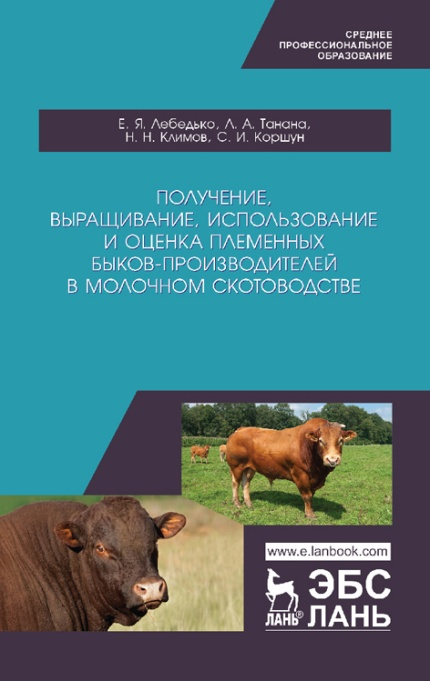 СРЕДНЕЕ
ПРОФЕССИОНАЛЬНОЕ
ОБРАЗОВАНИЕ
Е. Я. Лебедько, Л. А. Танана,
Н. Н. Климов, С. И. Коршун
ПОЛУЧЕНИЕ,
ВЫРАЩИВАНИЕ, ИСПОЛЬЗОВАНИЕ
И ОЦЕНКА ПЛЕМЕННЫХ
БЫКОВ-ПРОИЗВОДИТЕЛЕЙ
В МОЛОЧНОМ СКОТОВОДСТВЕ
www.e.lanbook.com
ЛАНЬ®
ЭБС
ЛАНЬ